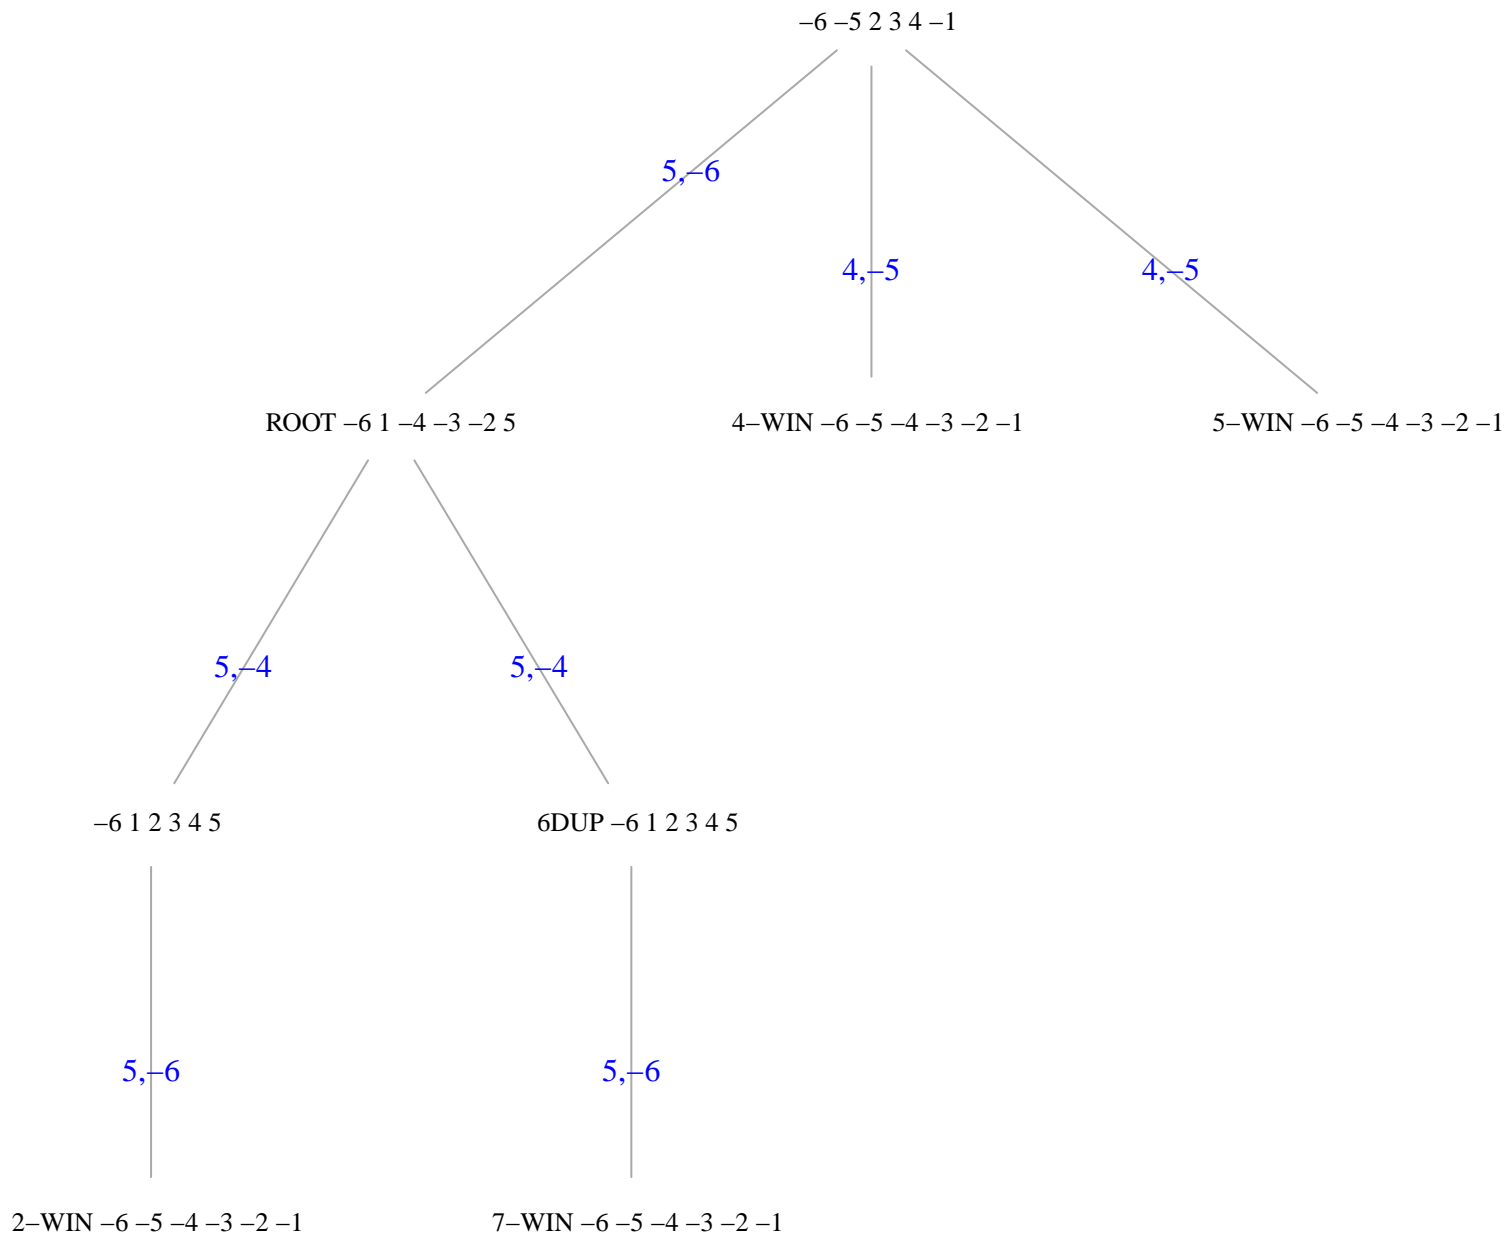 –6 –5 2 3 4 –1
5,–6
4,–5
4,–5
ROOT –6 1 –4 –3 –2 5
4–WIN –6 –5 –4 –3 –2 –1
5–WIN –6 –5 –4 –3 –2 –1
5,–4
5,–4
–6 1 2 3 4 5
6DUP –6 1 2 3 4 5
5,–6
5,–6
2–WIN –6 –5 –4 –3 –2 –1
7–WIN –6 –5 –4 –3 –2 –1